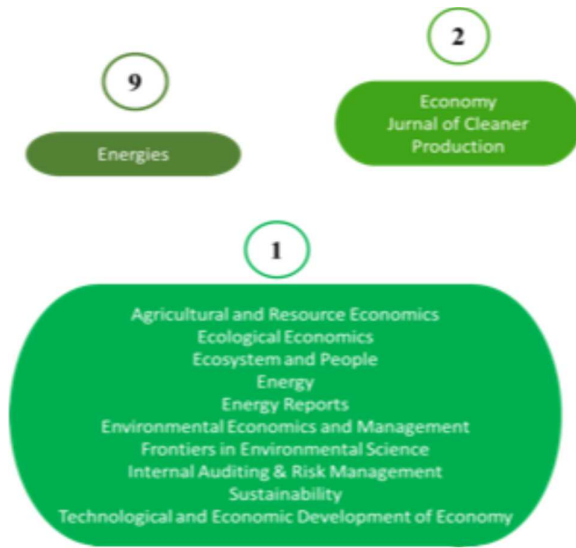 9
Energies
2
Economy
Jurnal of Cleaner
Production
1
Agricultural and Resource Economics
Ecological Economics
Ecosystem and People
Energy
Energy Reports
Environmental Economics and Management
Frontiers in Environmental Science
Internal Auditing & Risk Management
Sustainability
Technological and Economic Development of Economy